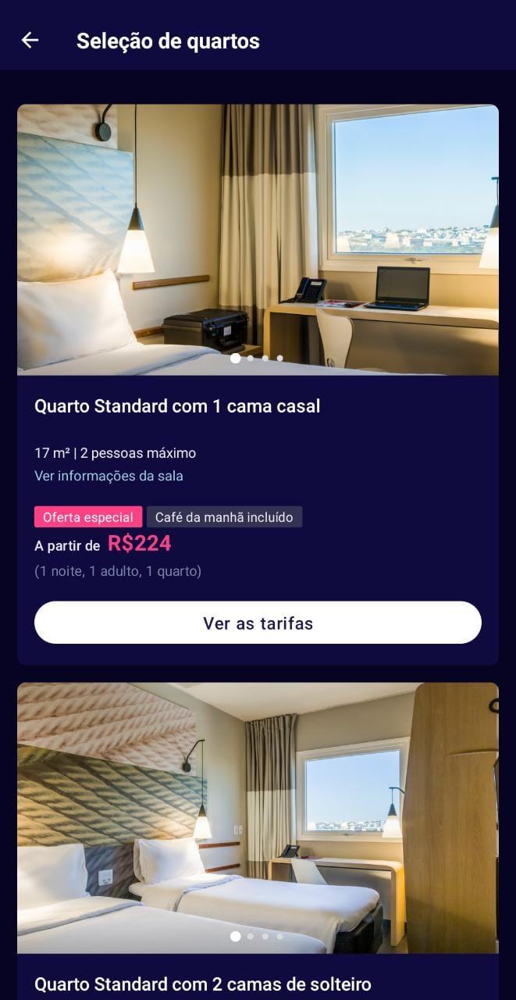 Seleção de quartos
Quarto Standard com 1 cama casal
17 m² | 2 pessoas máximo
Ver informações da sala
Oferta especial Café da manhã incluído
A partir de R$224
(1 noite, 1 adulto, 1 quarto)
Ver as tarifas
Quarto Standard com 2 camas de solteiro